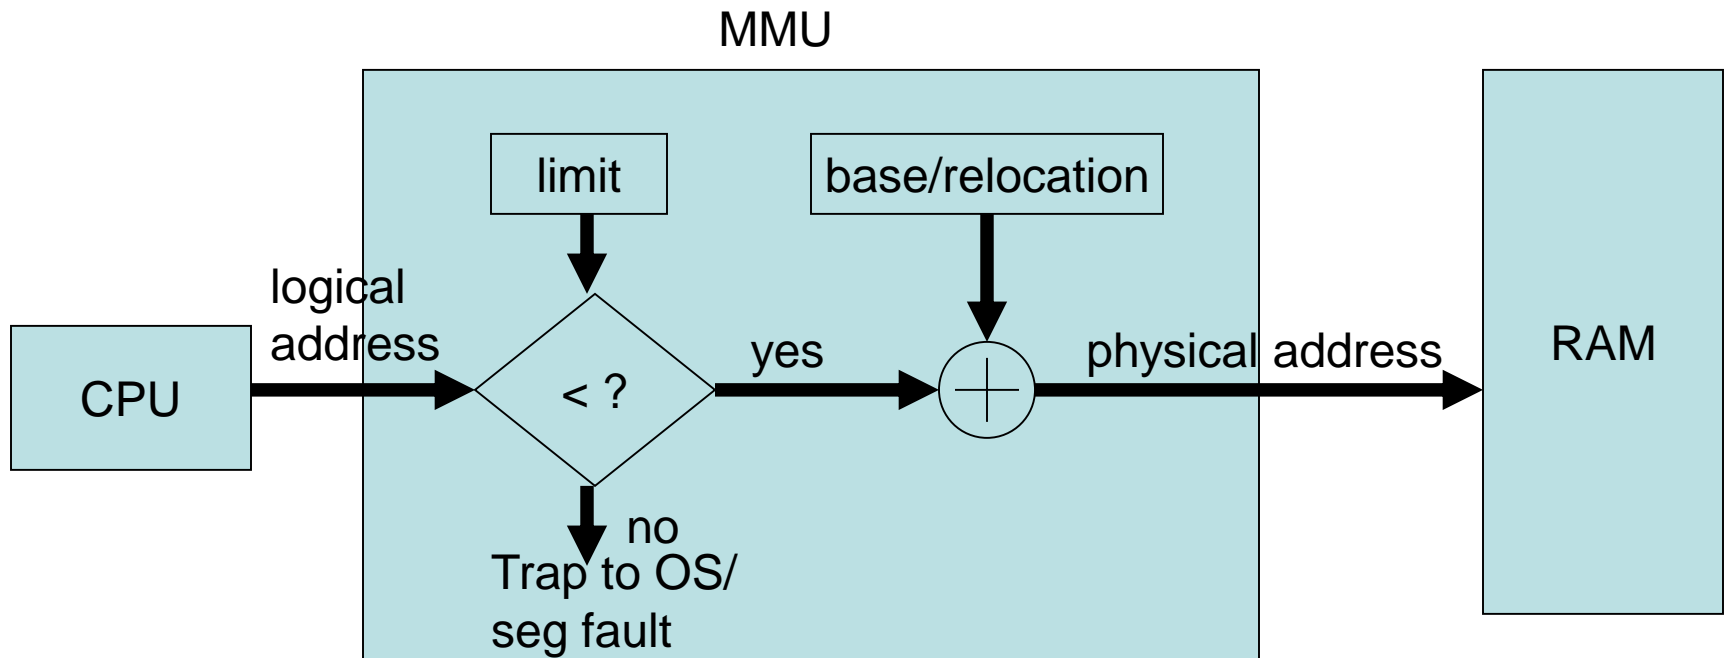 MMU
limit
base/relocation
logical
address
CPU
< ?
yes
physical address
RAM
no
Trap to OS/
seg fault